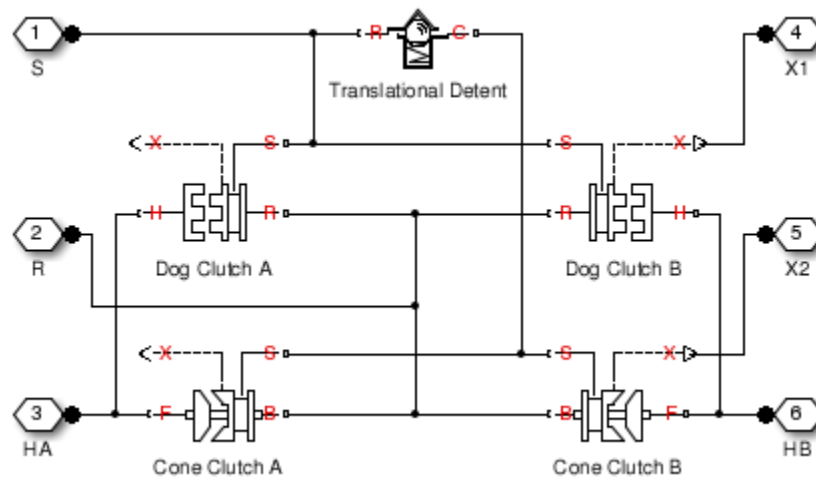 1 R C 4
S X1
Translational Detent
X S S X
2 H R R H 5
R Dog Clutch A Dog Clutch B X2
X S S X
3 F B B F 6
HA HB
Cone Clutch A Cone Clutch B